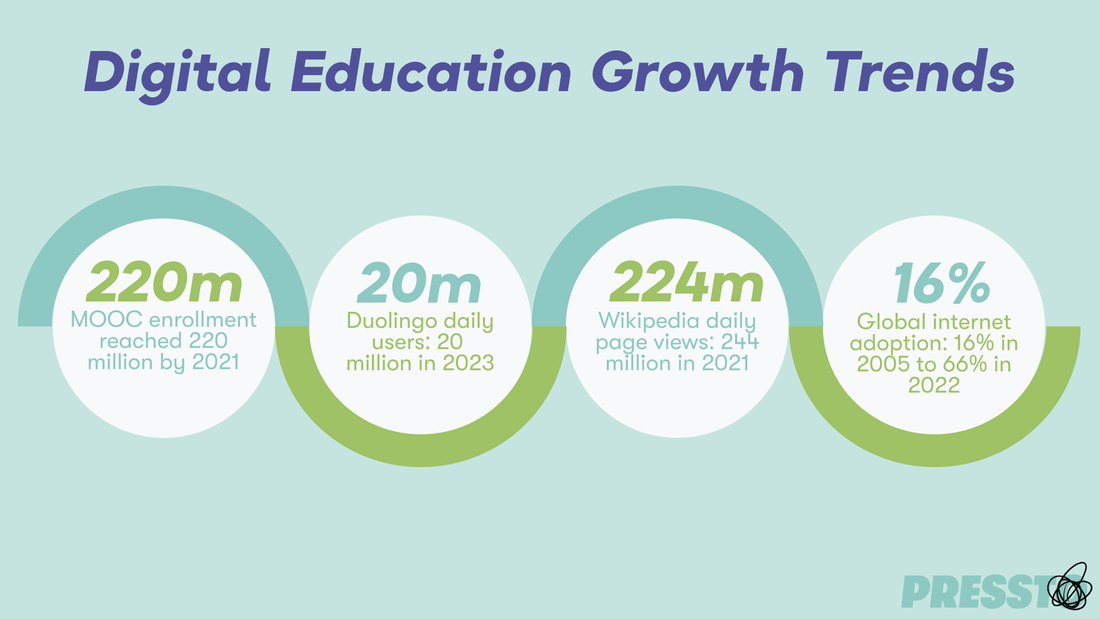 Digital Education Growth Trends
220m
MOOC enrollment
reached 220
million by 2021
20m
Duolingo daily
users: 20
million in 2023
224m
Wikipedia daily
page views: 244
million in 2021
16%
Global internet
adoption: 16% in
2005 to 66% in
2022